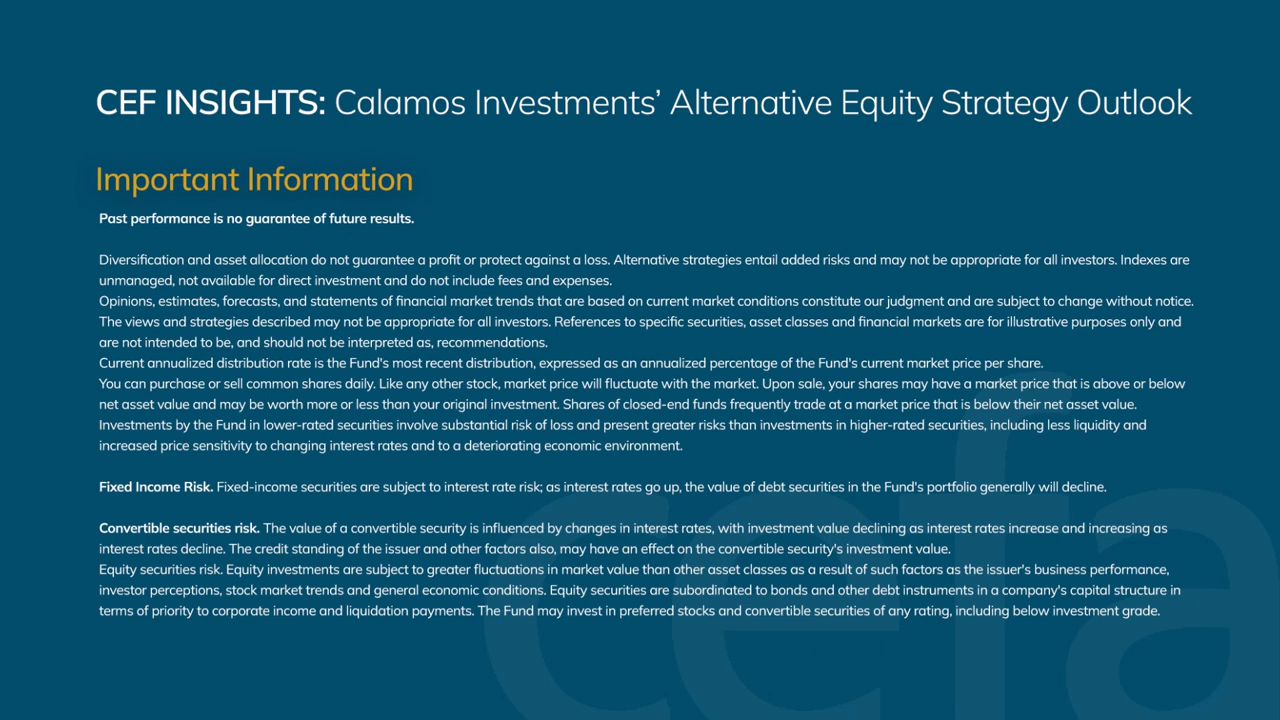 CEF INSIGHTS: Calamos Investments’ Alternative Equity Strategy Outlook
Important Information
Past performance is no guarantee of future results.
Diversification and asset allocation do not guarantee a profit or protect against a loss. Alternative strategies entail added risks and may not be appropriate for all investors. Indexes are
unmanaged, not available for direct investment and do not include fees and expenses.
Opinions, estimates, forecasts, and statements of financial market trends that are based on current market conditions constitute our judgment and are subject to change without notice.
The views and strategies described may not be appropriate for all investors. References to specific securities, asset classes and financial markets are for illustrative purposes only and
are not intended to be, and should not be interpreted as, recommendations.
Current annualized distribution rate is the Fund's most recent distribution, expressed as an annualized percentage of the Fund's current market price per share.
You can purchase or sell common shares daily. Like any other stock, market price will fluctuate with the market. Upon sale, your shares may have a market price that is above or below
net asset value and may be worth more or less than your original investment. Shares of closed-end funds frequently trade at a market price that is below their net asset value.
Investments by the Fund in lower-rated securities involve substantial risk of loss and present greater risks than investments in higher-rated securities, including less liquidity and
increased price sensitivity to changing interest rates and to a deteriorating economic environment.
Fixed Income Risk. Fixed-income securities are subject to interest rate risk; as interest rates go up, the value of debt securities in the Fund's portfolio generally will decline.
Convertible securities risk. The value of a convertible security is influenced by changes in interest rates, with investment value declining as interest rates increase and increasing as
interest rates decline. The credit standing of the issuer and other factors also, may have an effect on the convertible security's investment value.
Equity securities risk. Equity investments are subject to greater fluctuations in market value than other asset classes as a result of such factors as the issuer's business performance,
investor perceptions, stock market trends and general economic conditions. Equity securities are subordinated to bonds and other debt instruments in a company's capital structure in
terms of priority to corporate income and liquidation payments. The Fund may invest in preferred stocks and convertible securities of any rating, including below investment grade.
cefa